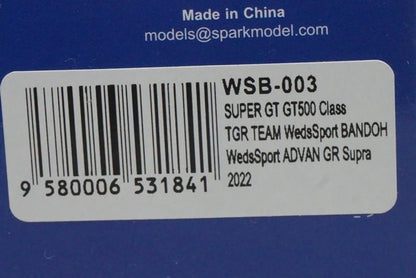 Made in China
models@sparkmodel.com
WSB-003
SUPER GT GT500 Class
TGR TEAM WedsSport BANDOH
WedsSport ADVAN GR Supra
2022
9 580006 531841